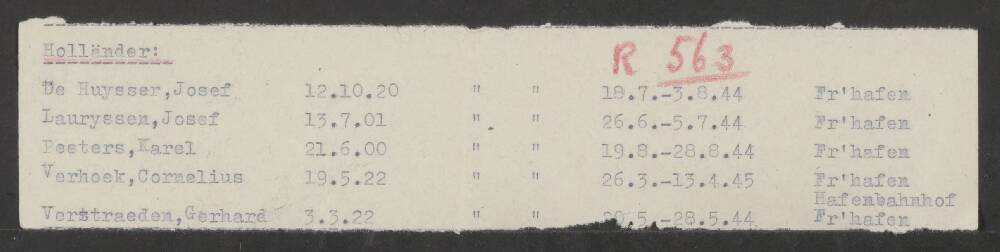 Holländer:
R 563
De Huysser,Josef 12.10.20 " " 18.7.-3.8.44 Fr'hafen
Lauryssen,Josef 13.7.01 " " 26.6.-5.7.44 Fr'hafen
Peeters,Karel 21.6.00 " " 19.8.-28.8.44 Fr'hafen
Verhoek,Cornelius 19.5.22 " " 26.3.-13.4.45 Fr'hafen
Hafenbahnhof
Verstraeden,Gerhard 3.3.22 " " 20.5.-28.5.44 Fr'hafen